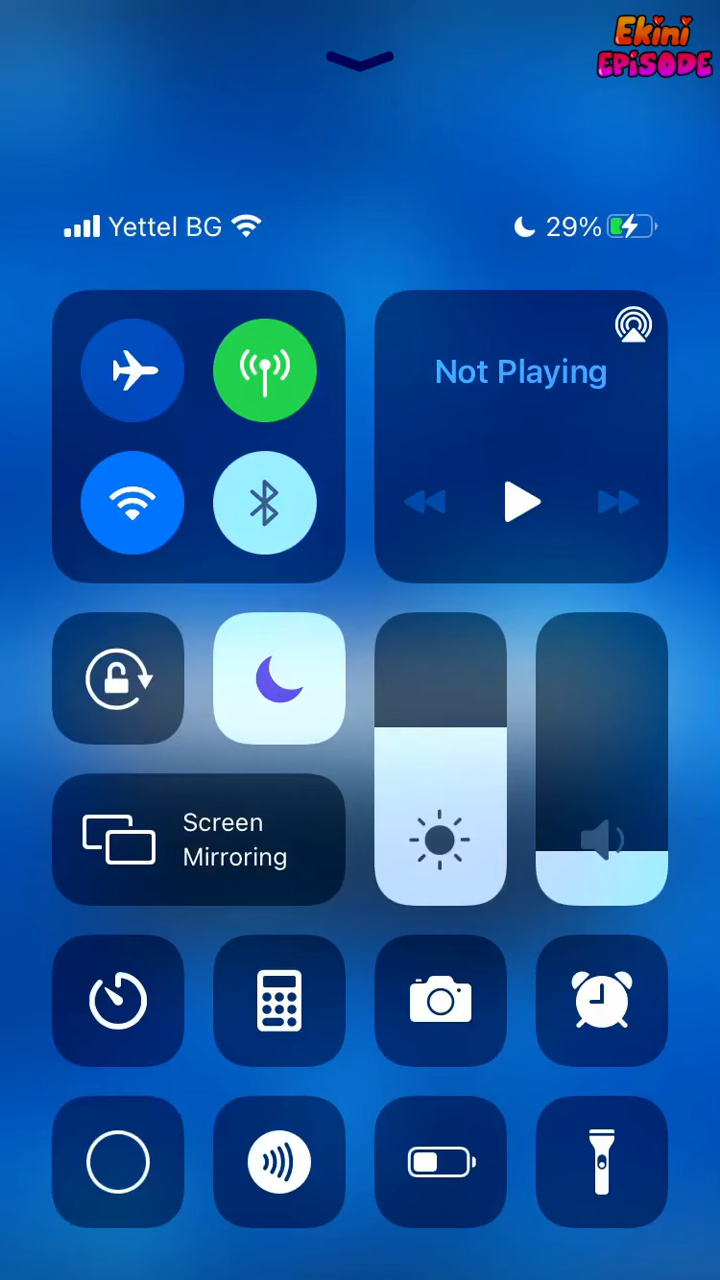 Ekini
EPiSODE
Yettel BG
29%
Not Playing
Screen
Mirroring